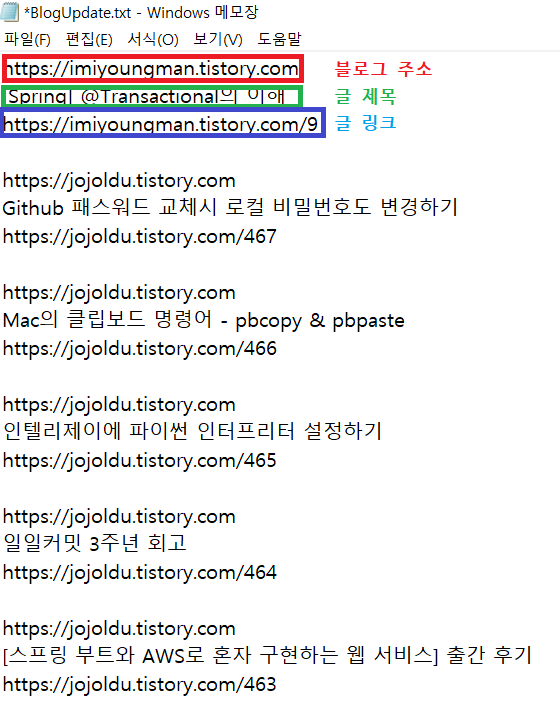 *BlogUpdate.txt - Windows 메모장
파일(F) 편집(E) 서식(O) 보기(V) 도움말
https://imiyoungman.tistory.com 블로그 주소
Spring] @Transactional의 이해 글 제목
https://imiyoungman.tistory.com/9 글 링크
https://jojoldu.tistory.com
Github 패스워드 교체시 로컬 비밀번호도 변경하기
https://jojoldu.tistory.com/467
https://jojoldu.tistory.com
Mac의 클립보드 명령어 - pbcopy & pbpaste
https://jojoldu.tistory.com/466
https://jojoldu.tistory.com
인텔리제이에 파이썬 인터프리터 설정하기
https://jojoldu.tistory.com/465
https://jojoldu.tistory.com
일일커밋 3주년 회고
https://jojoldu.tistory.com/464
https://jojoldu.tistory.com
[스프링 부트와 AWS로 혼자 구현하는 웹 서비스] 출간 후기
https://jojoldu.tistory.com/463